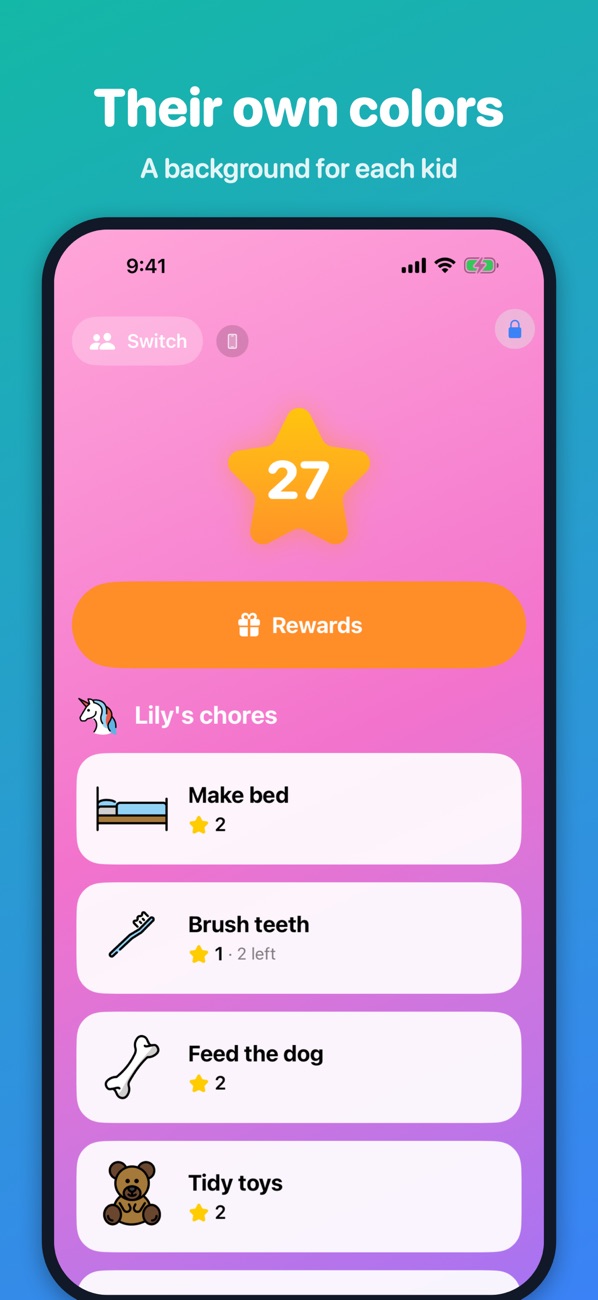 Their own colors
A background for each kid
9:41
Switch
27
Rewards
Lily's chores
Make bed
2
Brush teeth
1 · 2 left
Feed the dog
2
Tidy toys
2